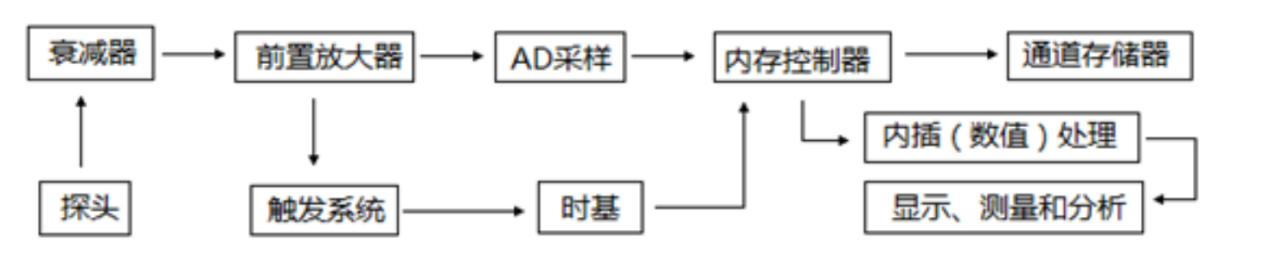 衰减器
前置放大器
AD采样
内存控制器
通道存储器
内插（数值）处理
探头
触发系统
时基
显示、测量和分析